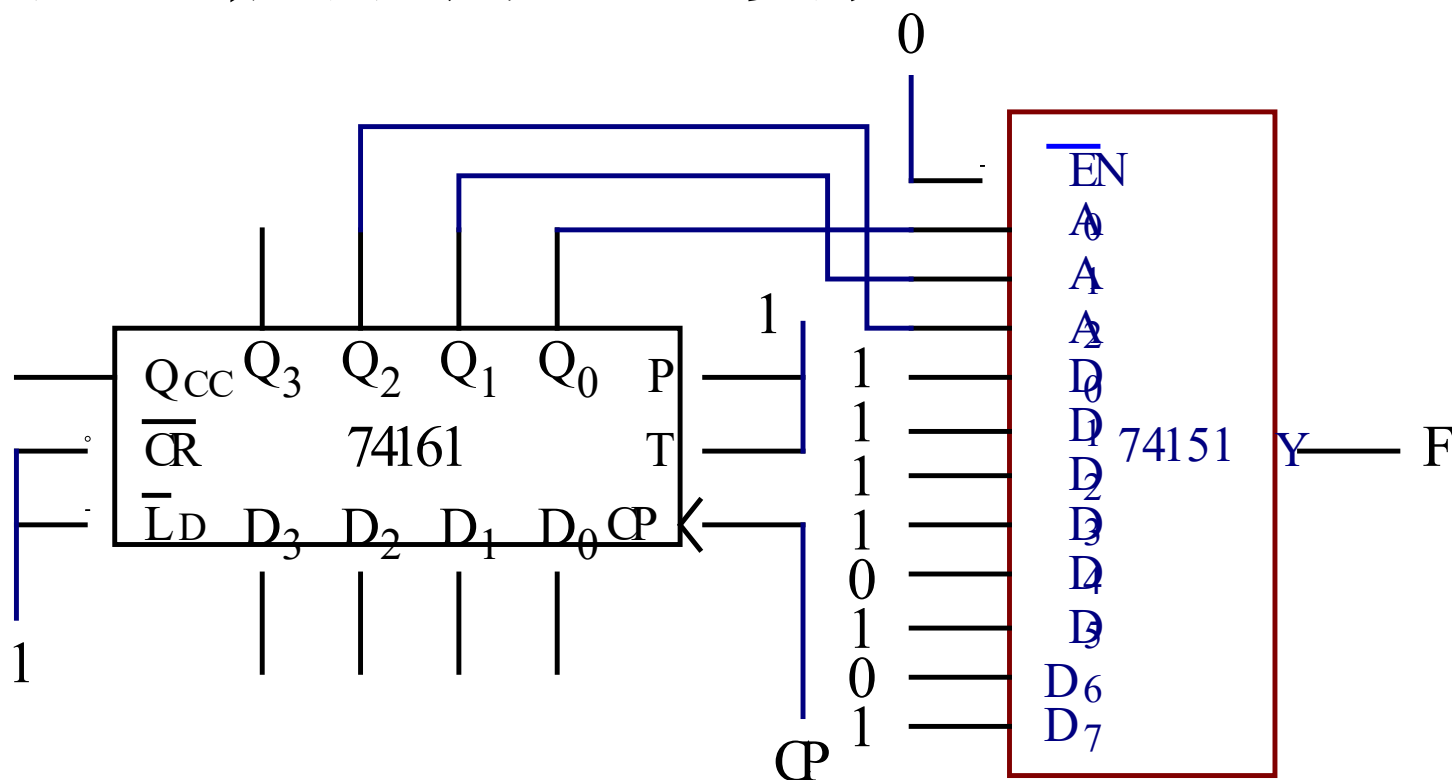 0
EN
A0
A1
1
A2
QCC Q3 Q2 Q1 Q0 P
1 D0
CR 74161 T
1 D1 74151 Y F
1 D2
LD D3 D2 D1 D0 CP
1 D3
0 D4
1 D5
1
0 D6
1 D7
CP